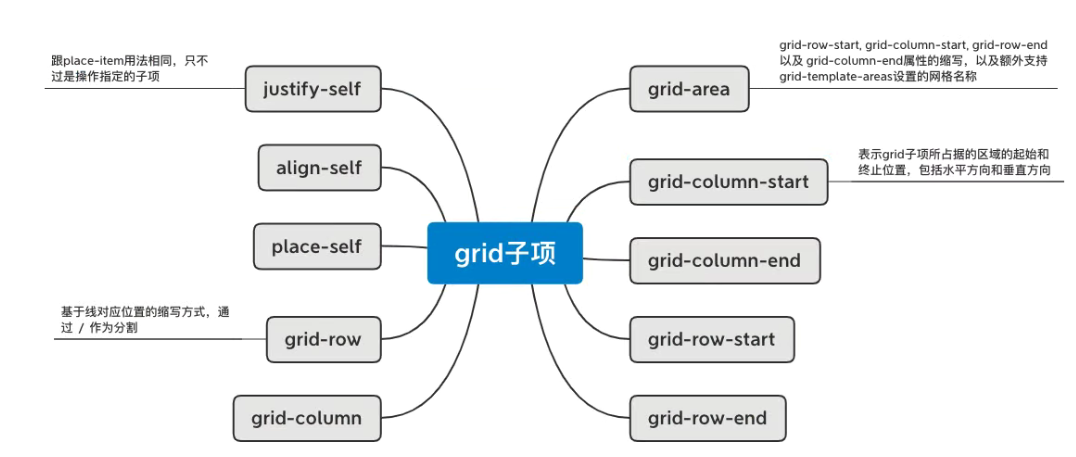 跟place-item用法相同，只不
过是操作指定的子项
justify-self
align-self
place-self
基于线对应位置的缩写方式，通
过 / 作为分割
grid-row
grid-column
grid子项
grid-row-start, grid-column-start, grid-row-end
以及 grid-column-end属性的缩写，以及额外支持
grid-template-areas设置的网格名称
grid-area
表示grid子项所占据的区域的起始和
终止位置，包括水平方向和垂直方向
grid-column-start
grid-column-end
grid-row-start
grid-row-end